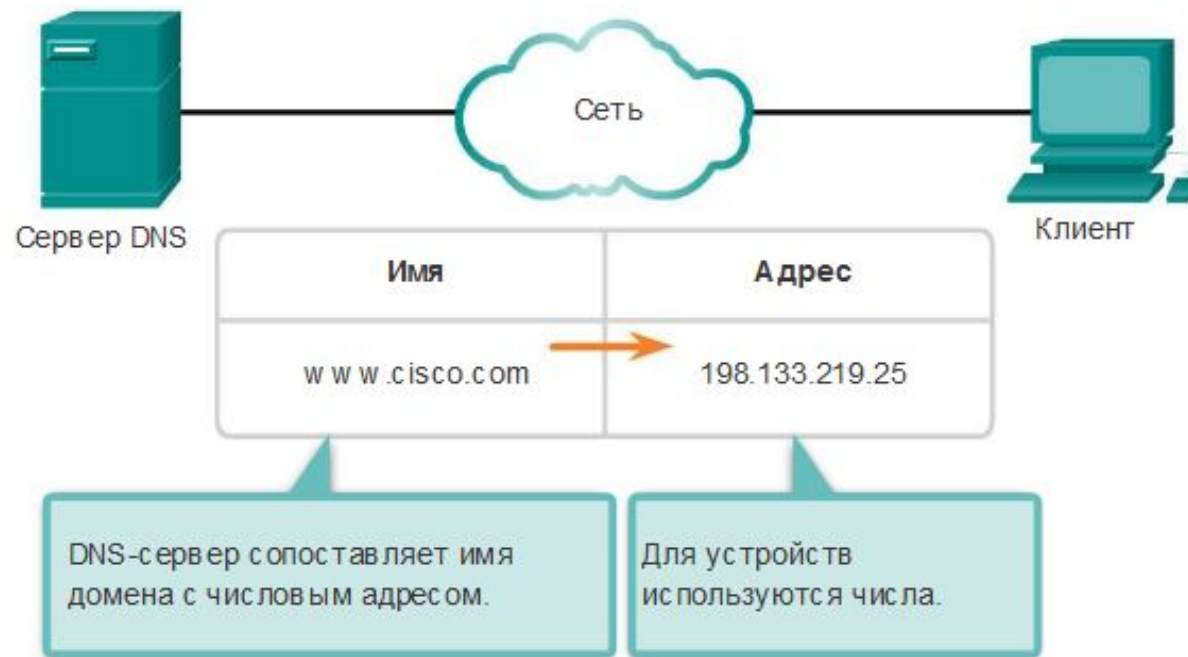 Сеть
Сервер DNS
Клиент
Имя
Адрес
www.cisco.com
198.133.219.25
DNS-сервер сопоставляет имя
домена с числовым адресом.
Для устройств
используются числа.